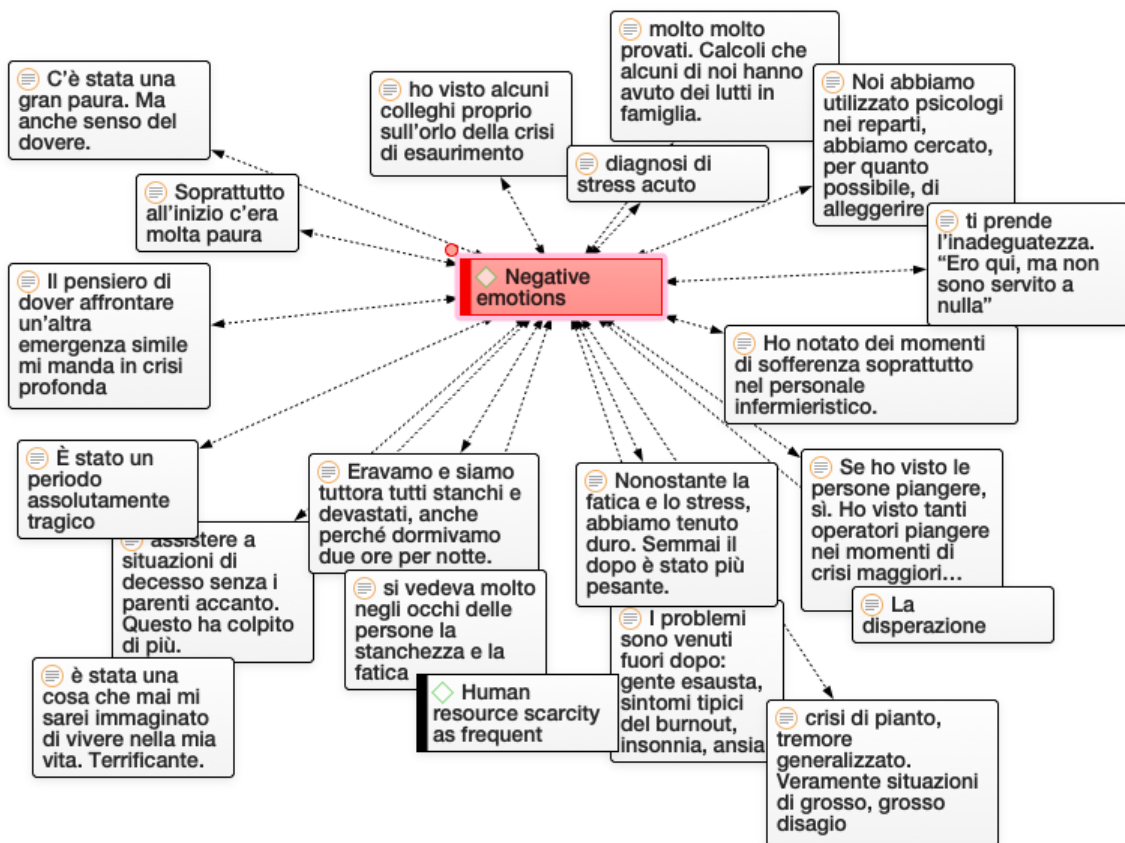 molto molto
provati. Calcoli che
alcuni di noi hanno
avuto dei lutti in
famiglia.
C'è stata una
gran paura. Ma
anche senso del
dovere.
ho visto alcuni
colleghi proprio
sull'orlo della crisi
di esaurimento
Noi abbiamo
utilizzato psicologi
nei reparti,
abbiamo cercato,
per quanto
possibile, di
alleggerire
diagnosi di
stress acuto
Soprattutto
all'inizio c'era
molta paura
ti prende
l'inadeguatezza.
"Ero qui, ma non
sono servito a
nulla"
Negative
emotions
Il pensiero di
dover affrontare
un'altra
emergenza simile
mi manda in crisi
profonda
Ho notato dei momenti
di sofferenza soprattutto
nel personale
infermieristico.
È stato un
periodo
assolutamente
tragico
Eravamo e siamo
tuttora tutti stanchi e
devastati, anche
perché dormivamo
due ore per notte.
Nonostante la
fatica e lo stress,
abbiamo tenuto
duro. Semmai il
dopo è stato più
pesante.
Se ho visto le
persone piangere,
sì. Ho visto tanti
operatori piangere
nei momenti di
crisi maggiori…
assistere a
situazioni di
decesso senza i
parenti accanto.
Questo ha colpito
di più.
si vedeva molto
negli occhi delle
persone la
stanchezza e la
fatica
La
disperazione
I problemi
sono venuti
fuori dopo:
gente esausta,
sintomi tipici
del burnout,
insonnia, ansia
è stata una
cosa che mai mi
sarei immaginato
di vivere nella mia
vita. Terrificante.
Human
resource scarcity
as frequent
crisi di pianto,
tremore
generalizzato.
Veramente situazioni
di grosso, grosso
disagio